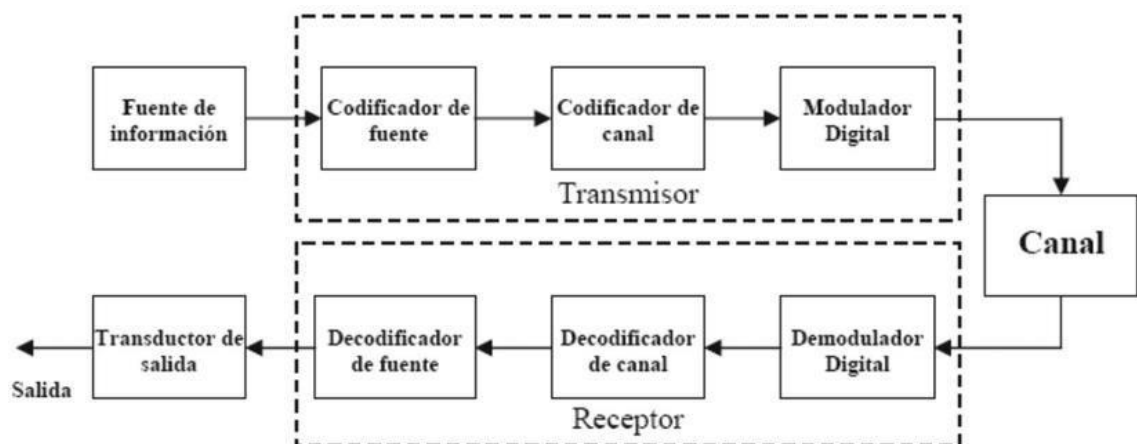 Fuente de
información
Codificador de
fuente
Codificador de
canal
Modulador
Digital
Transmisor
Canal
Transductor de
salida
Decodificador
de fuente
Decodificador
de canal
Demodulador
Digital
Salida
Receptor